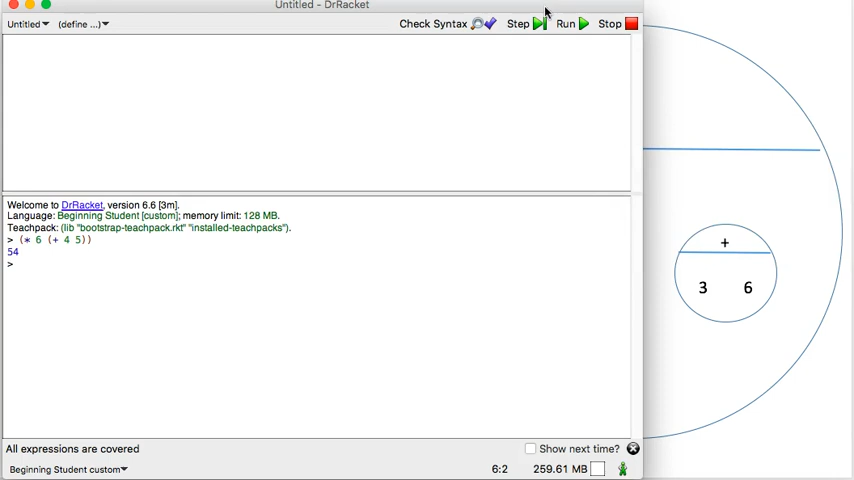 Untitled - DrRacket
Untitled▼ (define ...)▼ Check Syntax Step Run Stop
Welcome to DrRacket, version 6.6 [3m].
Language: Beginning Student [custom]; memory limit: 128 MB.
Teachpack: (lib "bootstrap-teachpack.rkt" "installed-teachpacks").
> (* 6 (+ 4 5))
54
>
+
3 6
All expressions are covered Show next time?
Beginning Student custom▼ 6:2 259.61 MB